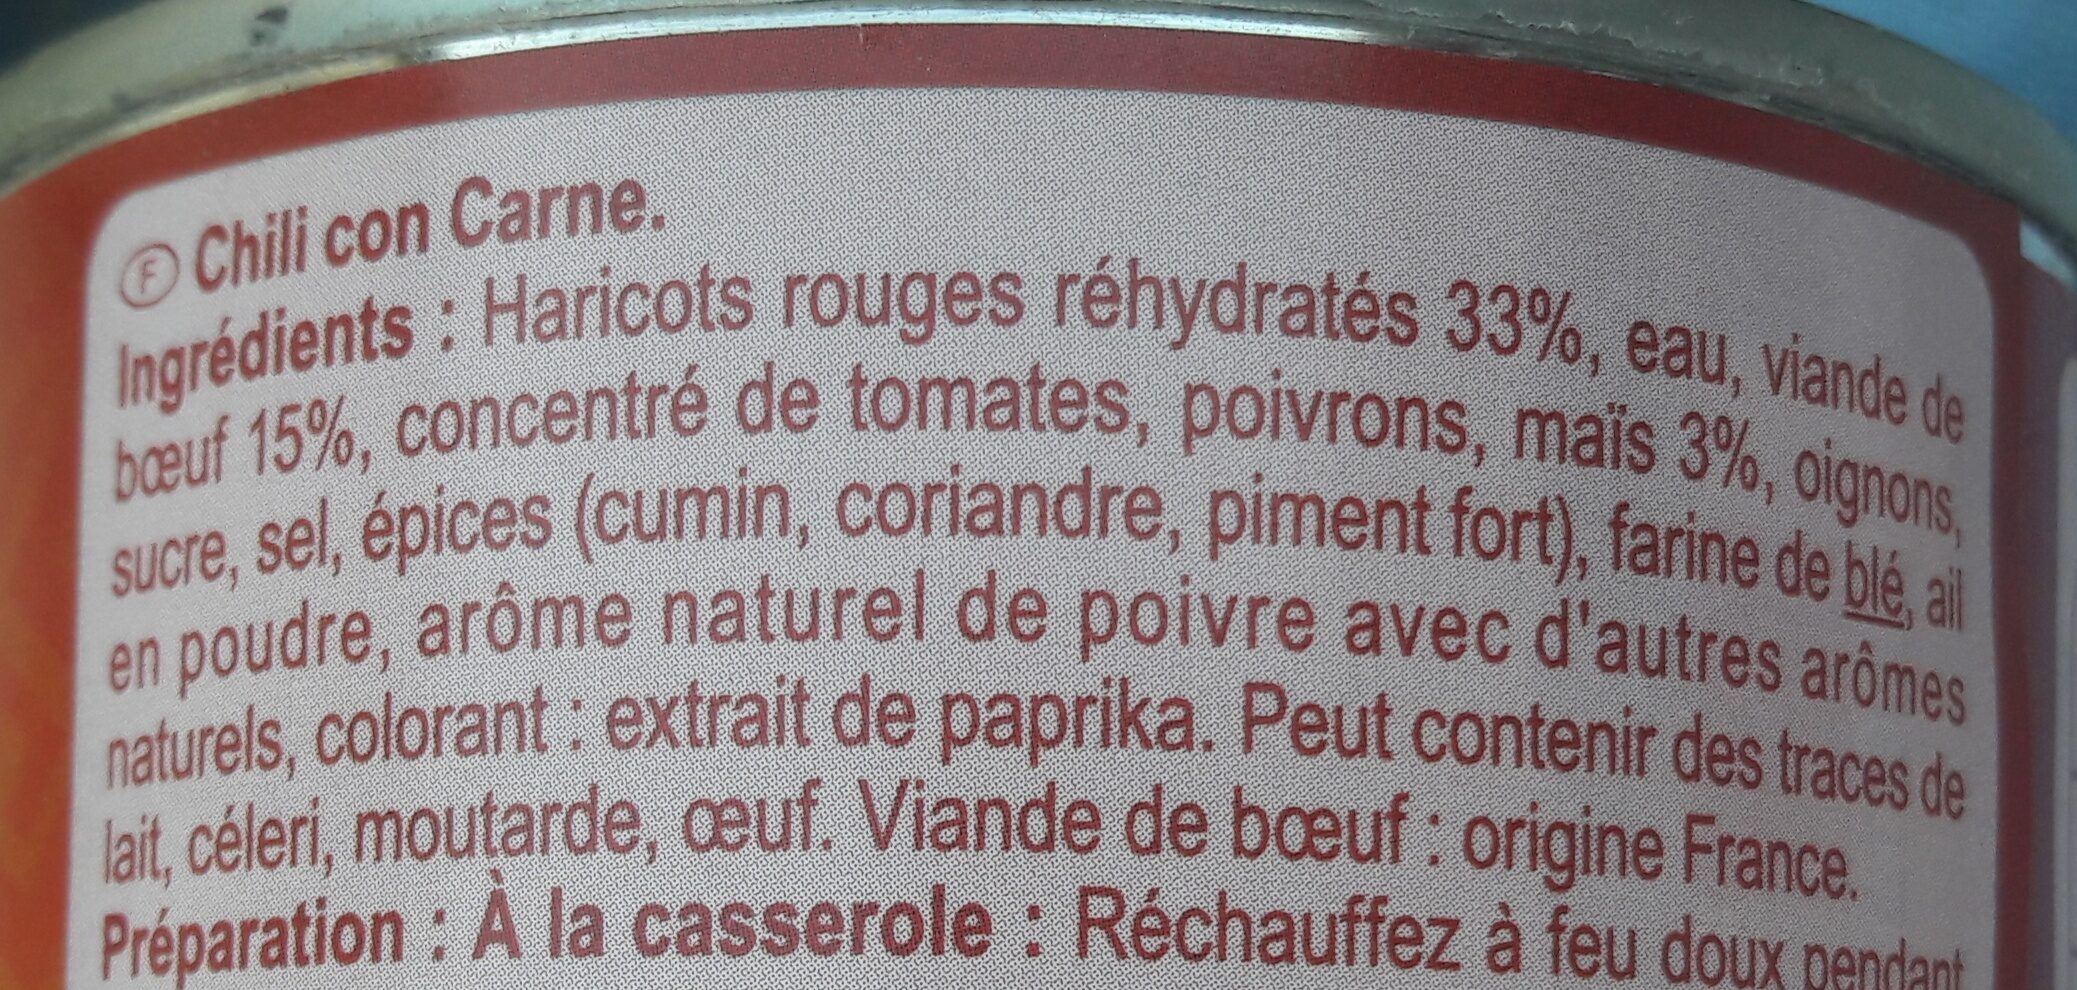 F Chili con Carne.
Ingrédients : Haricots rouges réhydratés 33%, eau, viande de
bœuf 15%, concentré de tomates, poivrons, maïs 3%, oignons,
sucre, sel, épices (cumin, coriandre, piment fort), farine de blé, ail
en poudre, arôme naturel de poivre avec d'autres arômes
naturels, colorant : extrait de paprika. Peut contenir des traces de
lait, céleri, moutarde, œuf. Viande de bœuf : origine France.
Préparation : À la casserole : Réchauffez à feu doux pendant